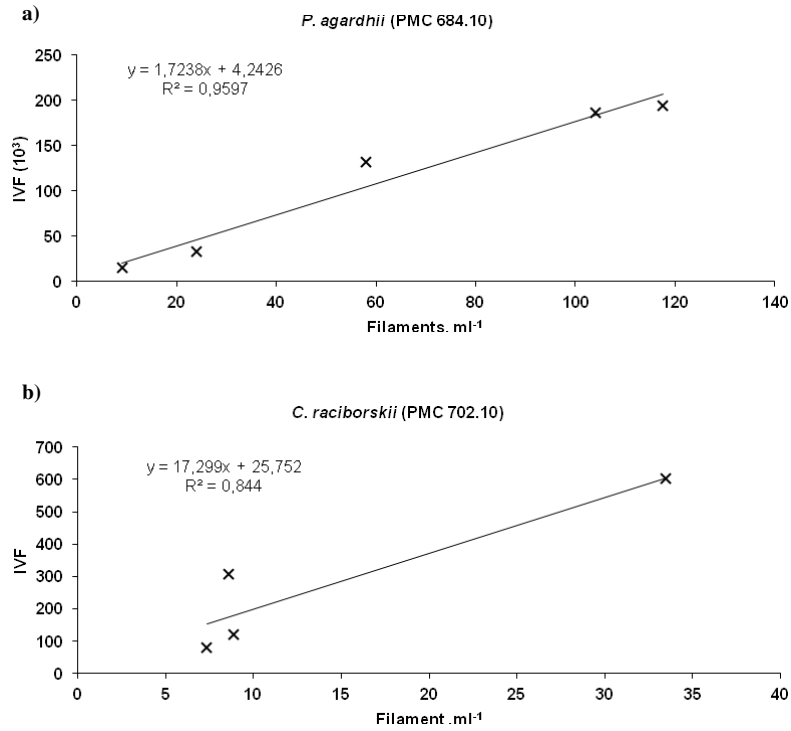 a)
P. agardhii (PMC 684.10)
y = 1,7238x + 4,2426
R² = 0,9597
IVF (10³)
250
200
150
100
50
0
0 20 40 60 80 100 120 140
Filaments. ml⁻¹
b)
C. raciborskii (PMC 702.10)
y = 17,299x + 25,752
R² = 0,844
IVF
700
600
500
400
300
200
100
0
0 5 10 15 20 25 30 35 40
Filament .ml⁻¹